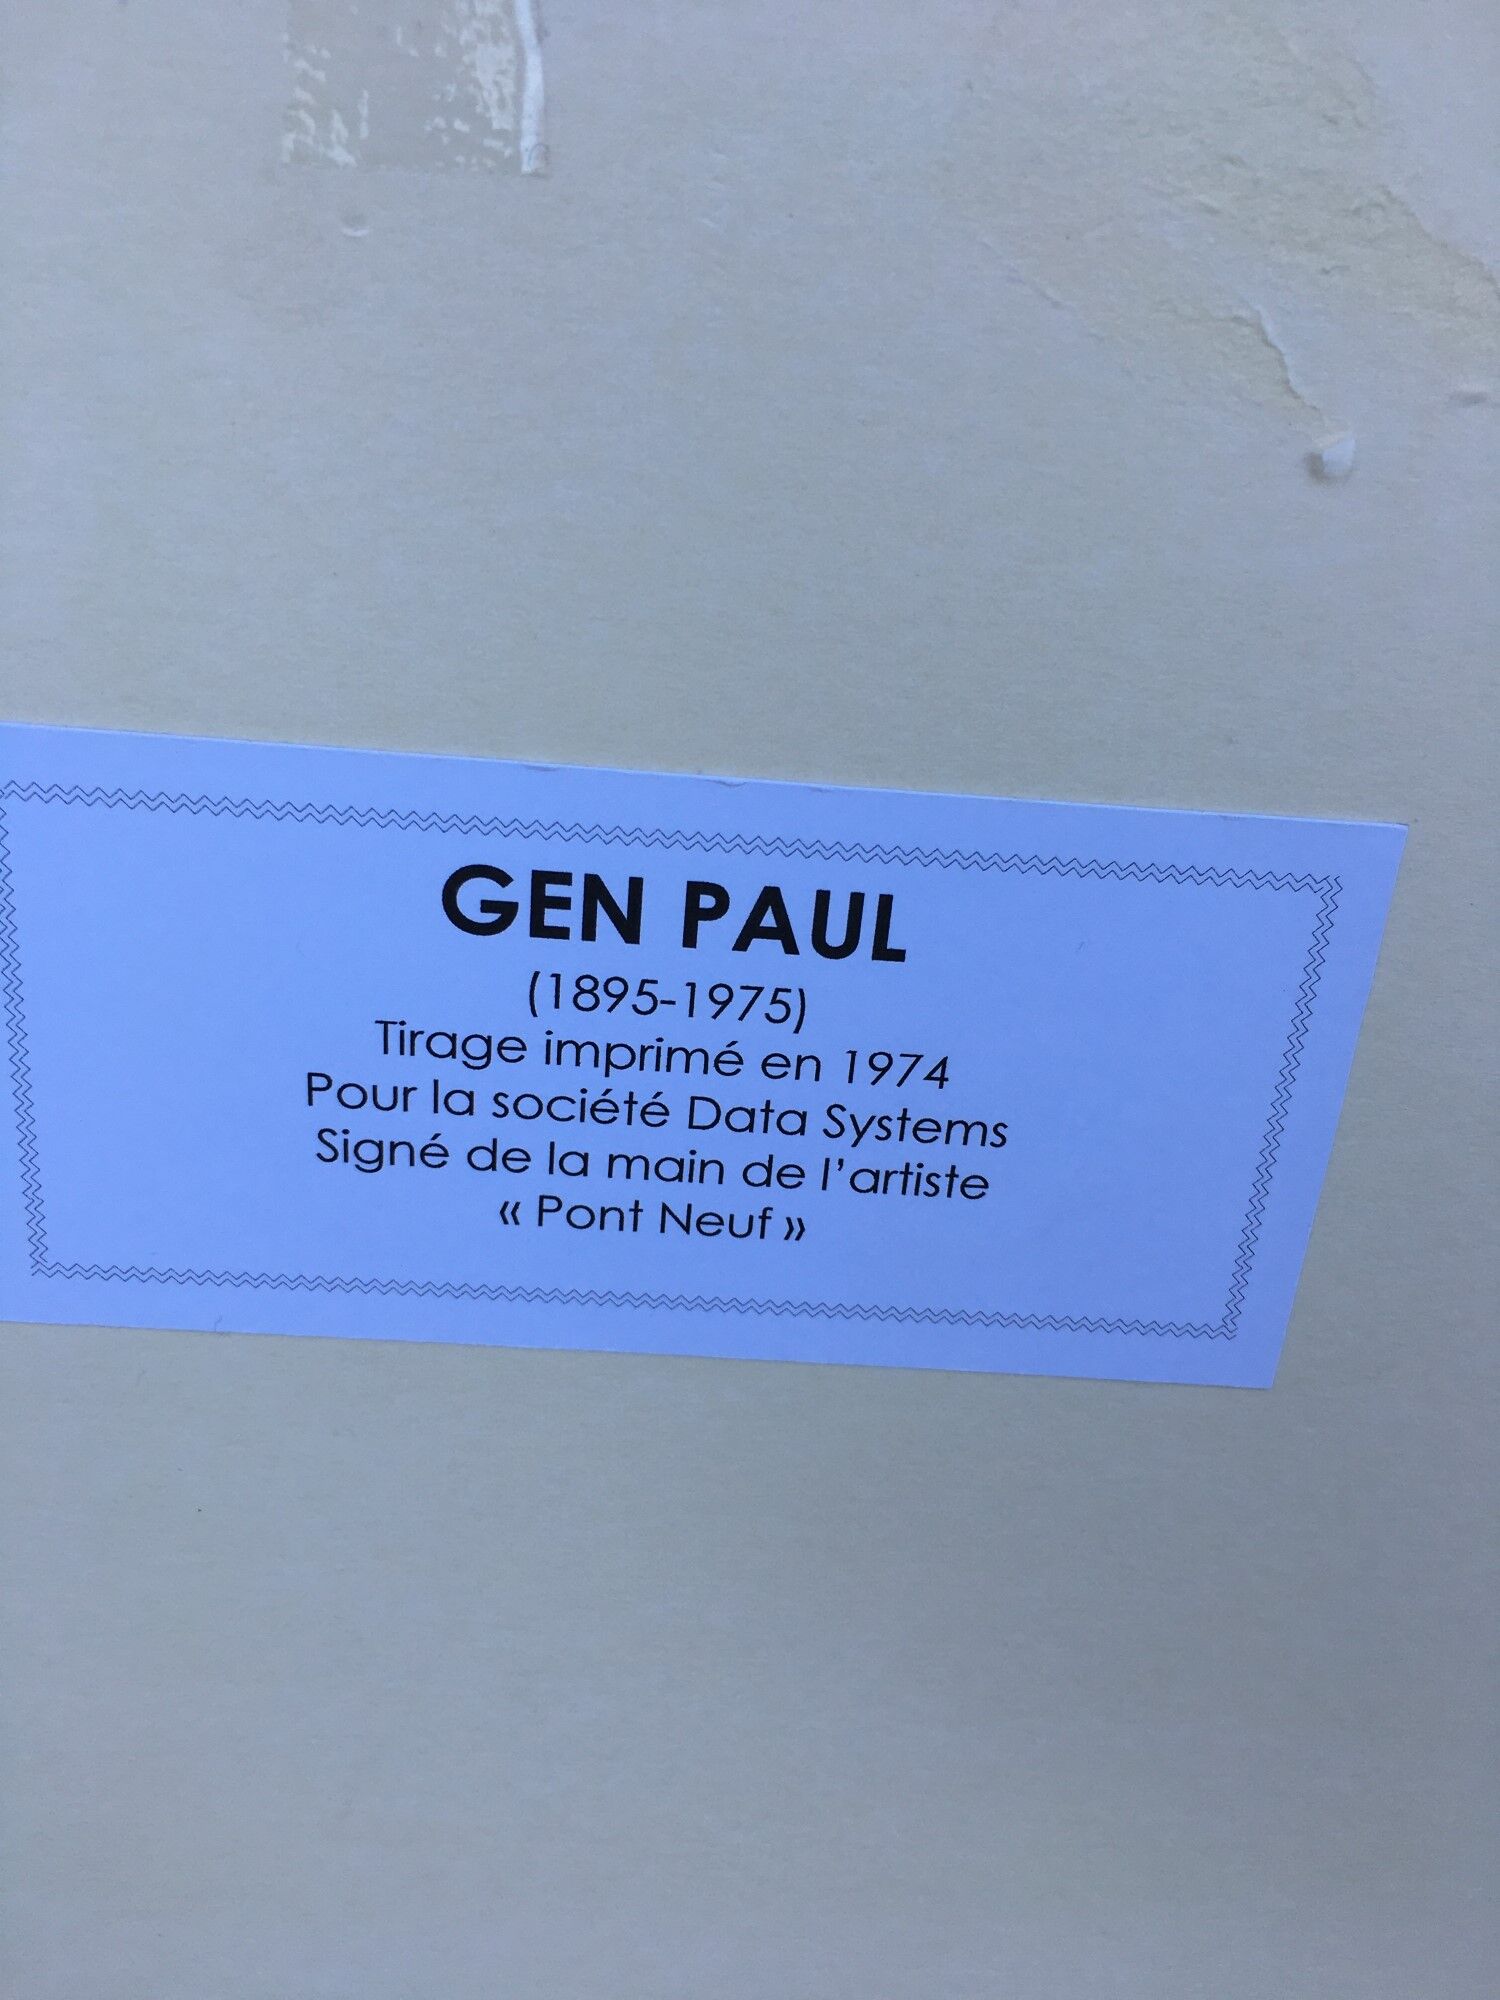 GEN PAUL
(1895-1975)
Tirage imprimé en 1974
Pour la société Data Systems
Signé de la main de l'artiste
« Pont Neuf »